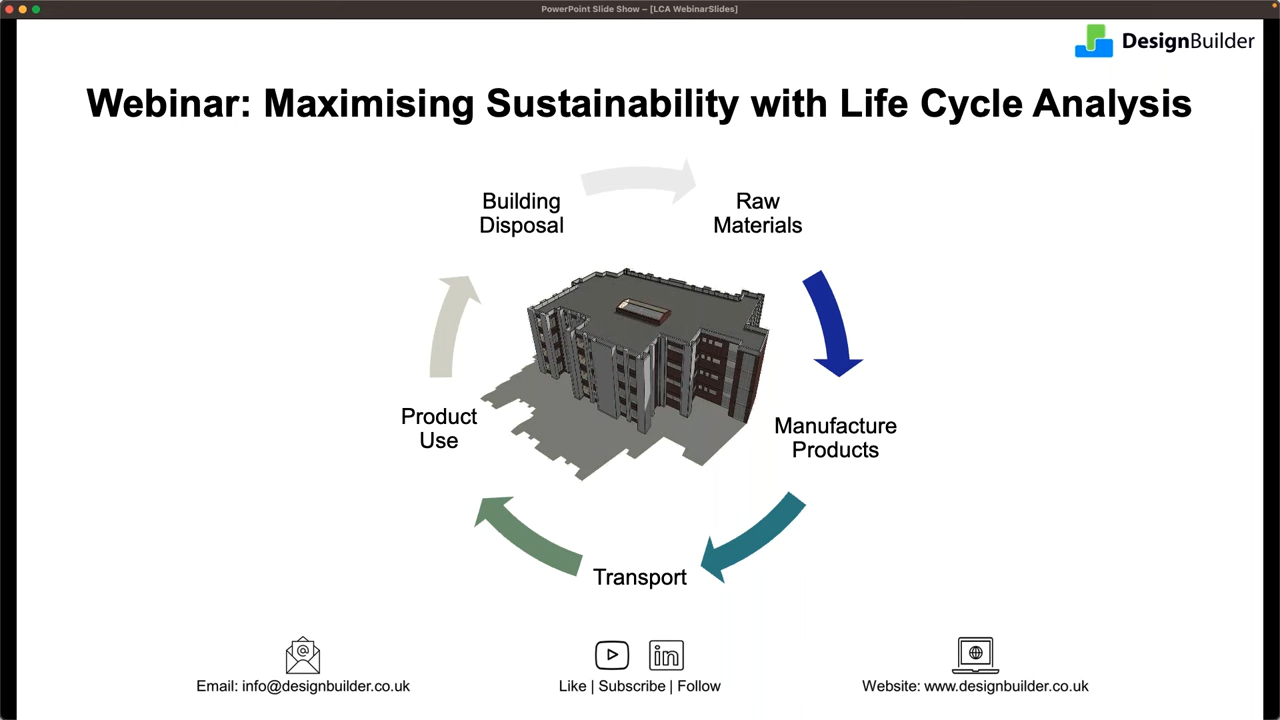 PowerPoint Slide Show – [LCA WebinarSlides]
DesignBuilder
Webinar: Maximising Sustainability with Life Cycle Analysis
Building
Disposal
Raw
Materials
Product
Use
Manufacture
Products
Transport
Email: info@designbuilder.co.uk
Like | Subscribe | Follow
Website: www.designbuilder.co.uk